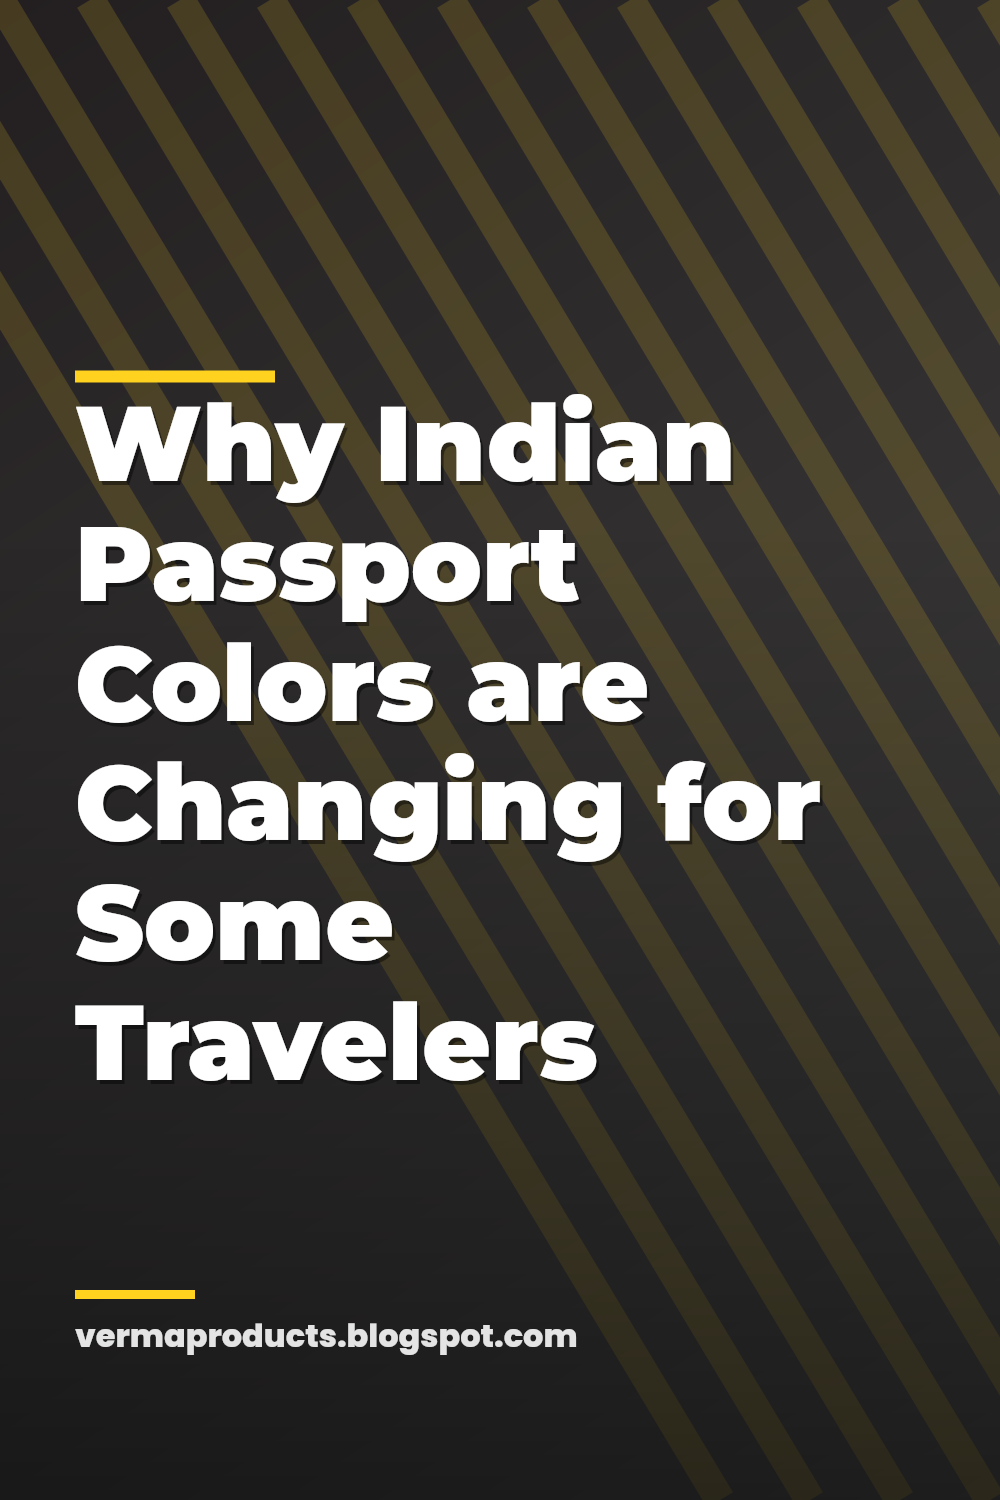 Why Indian
Passport
Colors are
Changing for
Some
Travelers
vermaproducts.blogspot.com